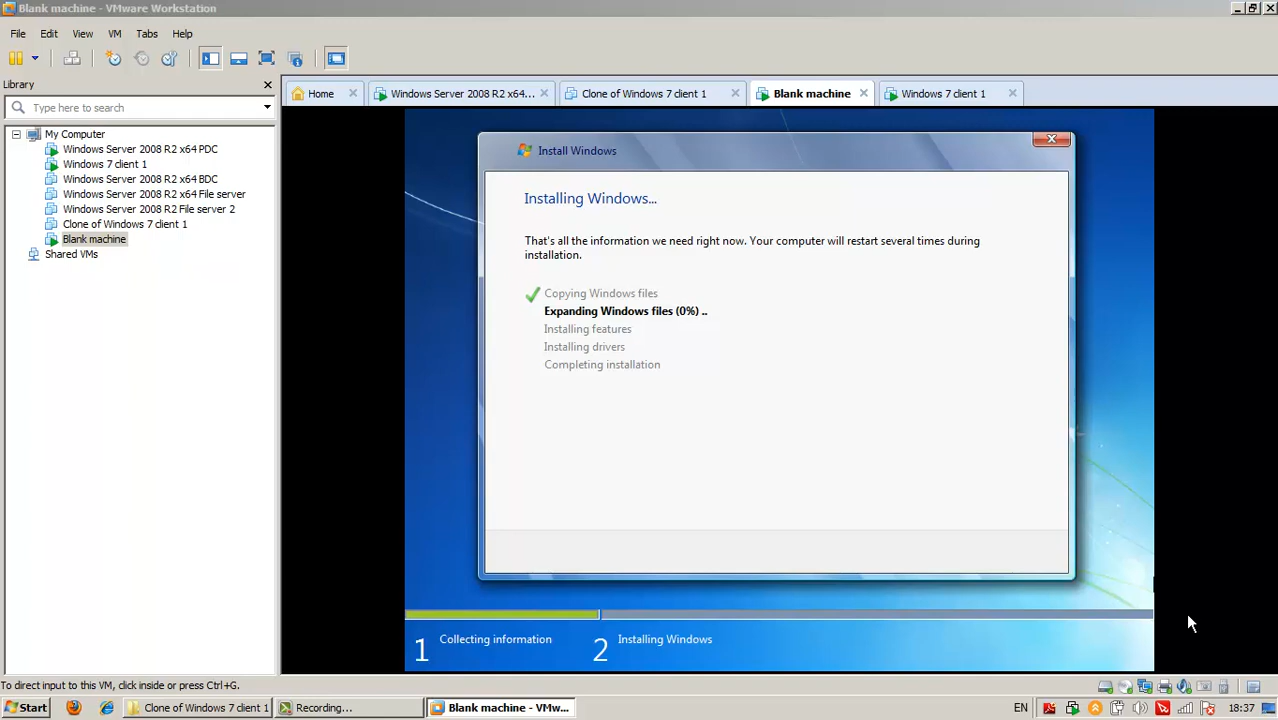 Blank machine - VMware Workstation
File Edit View VM Tabs Help
Library
Type here to search
My Computer
Windows Server 2008 R2 x64 PDC
Windows 7 client 1
Windows Server 2008 R2 x64 BDC
Windows Server 2008 R2 x64 File server
Windows Server 2008 R2 File server 2
Clone of Windows 7 client 1
Blank machine
Shared VMs
Home Windows Server 2008 R2 x64... Clone of Windows 7 client 1 Blank machine Windows 7 client 1
Install Windows
Installing Windows...
That's all the information we need right now. Your computer will restart several times during
installation.
Copying Windows files
Expanding Windows files (0%) ..
Installing features
Installing drivers
Completing installation
1 Collecting information 2 Installing Windows
To direct input to this VM, click inside or press Ctrl+G.
Start Clone of Windows 7 client 1 Recording... Blank machine - VMw... EN 18:37